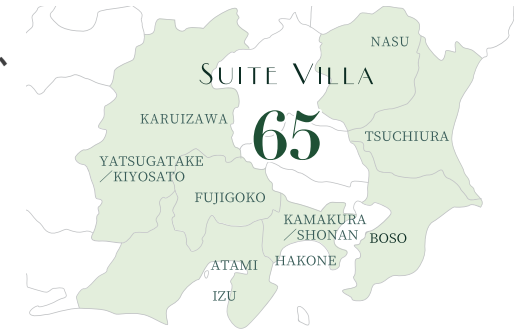 NASU
SUITE VILLA
65
KARUIZAWA
TSUCHIURA
YATSUGATAKE
／KIYOSATO
FUJIGOKO
KAMAKURA
／SHONAN
BOSO
HAKONE
ATAMI
IZU